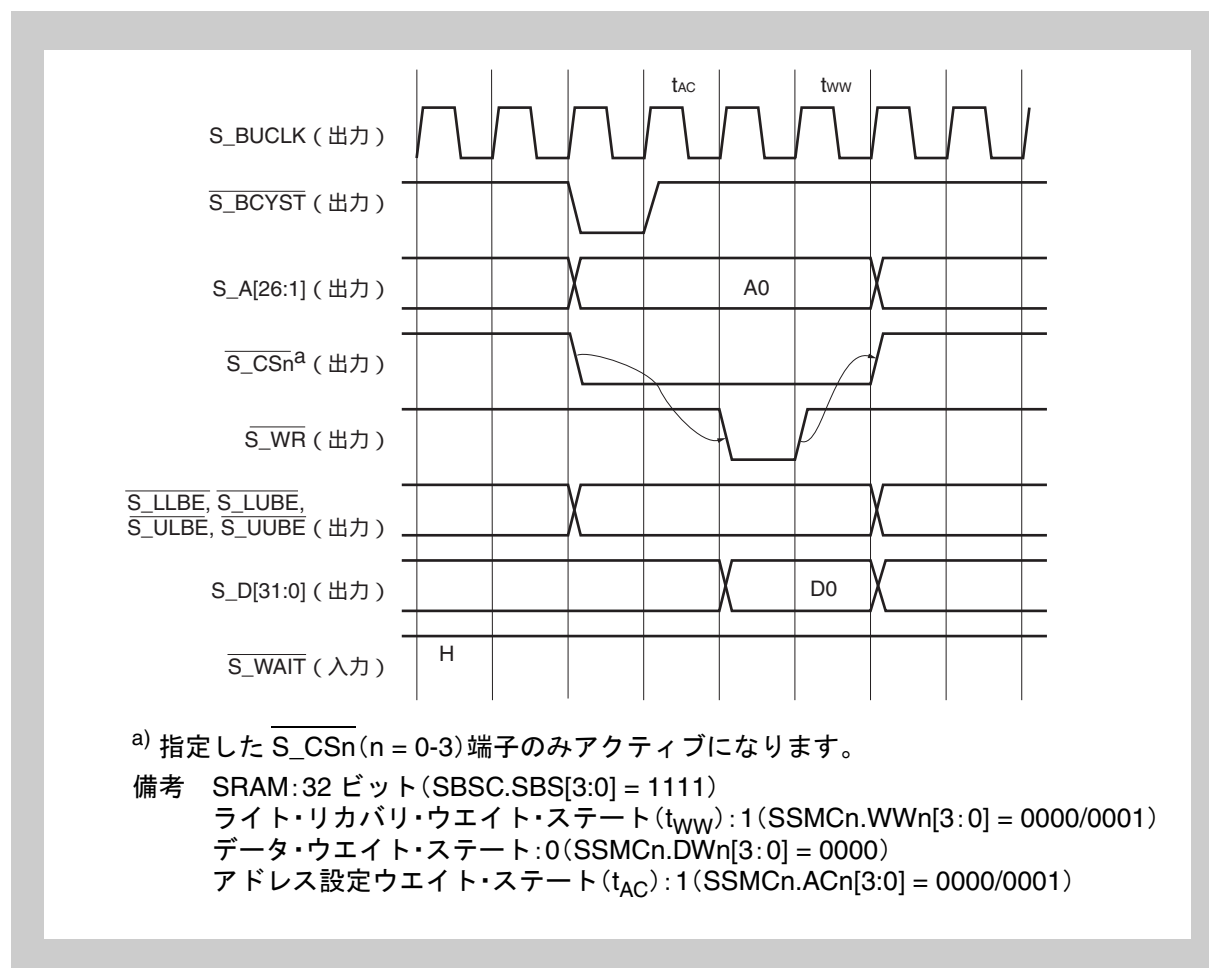 tAC tWW
S_BUCLK（出力）
S_BCYST（出力）
S_A[26:1]（出力） A0
S_CSnª（出力）
S_WR（出力）
S_LLBE, S_LUBE,
S_ULBE, S_UUBE（出力）
S_D[31:0]（出力） D0
S_WAIT（入力） H
a) 指定した S_CSn(n = 0-3)端子のみアクティブになります。
備考 SRAM:32 ビット(SBSC.SBS[3:0] = 1111)
ライト・リカバリ・ウエイト・ステート(tWW):1(SSMCn.WWn[3:0] = 0000/0001)
データ・ウエイト・ステート:0(SSMCn.DWn[3:0] = 0000)
アドレス設定ウエイト・ステート(tAC):1(SSMCn.ACn[3:0] = 0000/0001)